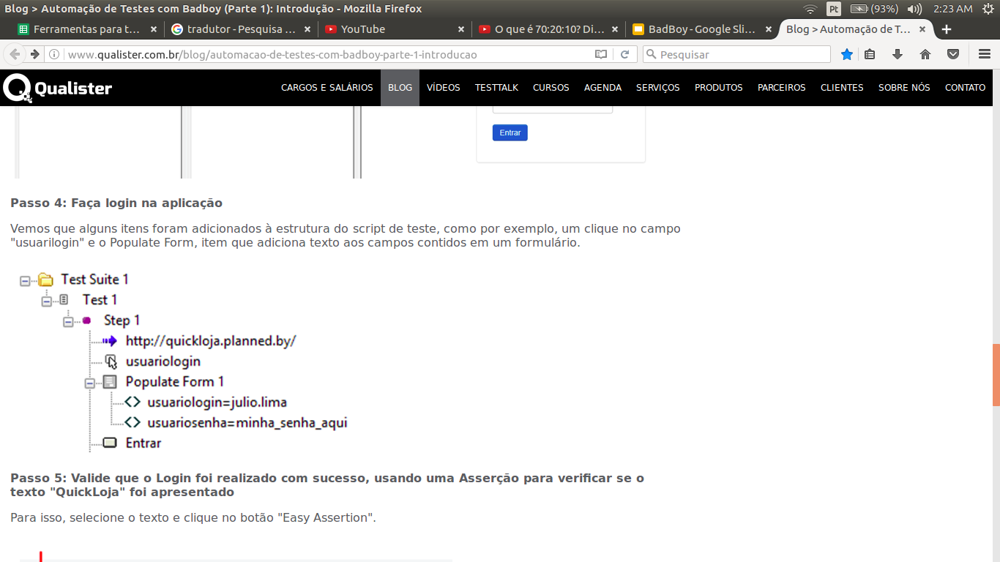 Blog > Automação de Testes com Badboy (Parte 1): Introdução - Mozilla Firefox
Pt
(93%)
2:23 AM
Ferramentas para t...
tradutor - Pesquisa ...
YouTube
O que é 70:20:10? Di...
BadBoy - Google Sli...
Blog > Automação de T...
www.qualister.com.br/blog/automacao-de-testes-com-badboy-parte-1-introducao
Pesquisar
Qualister
CARGOS E SALÁRIOS
BLOG
VÍDEOS
TESTTALK
CURSOS
AGENDA
SERVIÇOS
PRODUTOS
PARCEIROS
CLIENTES
SOBRE NÓS
CONTATO
Entrar
Passo 4: Faça login na aplicação
Vemos que alguns itens foram adicionados à estrutura do script de teste, como por exemplo, um clique no campo
"usuarilogin" e o Populate Form, item que adiciona texto aos campos contidos em um formulário.
Test Suite 1
Test 1
Step 1
http://quickloja.planned.by/
usuariologin
Populate Form 1
<> usuariologin=julio.lima
<> usuariosenha=minha_senha_aqui
Entrar
Passo 5: Valide que o Login foi realizado com sucesso, usando uma Asserção para verificar se o
texto "QuickLoja" foi apresentado
Para isso, selecione o texto e clique no botão "Easy Assertion".